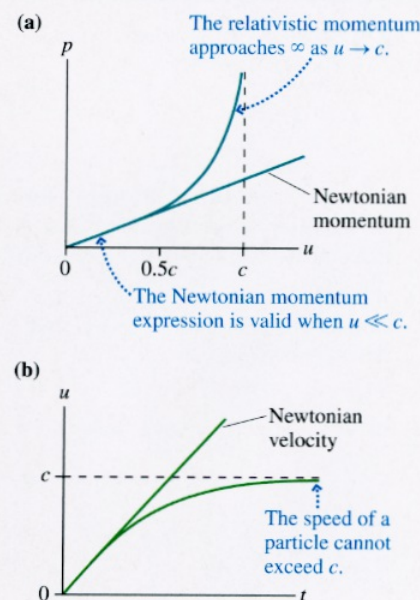 (a)
The relativistic momentum
approaches ∞ as u → c.
p
Newtonian
momentum
u
0
0.5c
c
The Newtonian momentum
expression is valid when u ≪ c.
(b)
u
Newtonian
velocity
c
The speed of a
particle cannot
exceed c.
0
t